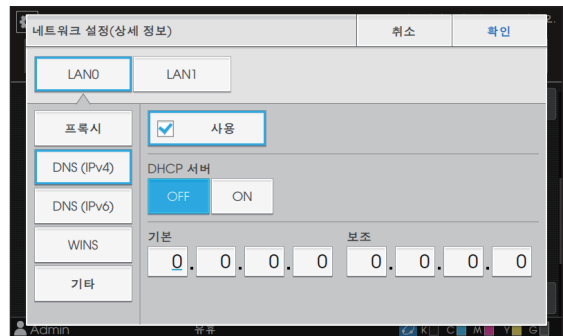 네트워크 설정(상세 정보)
취소
확인
LAN0
LAN1
프록시
DNS (IPv4)
DNS (IPv6)
WINS
기타
사용
DHCP 서버
OFF
ON
기본
보조
0 . 0 . 0 . 0
0 . 0 . 0 . 0
Admin
유휴
K C M Y G